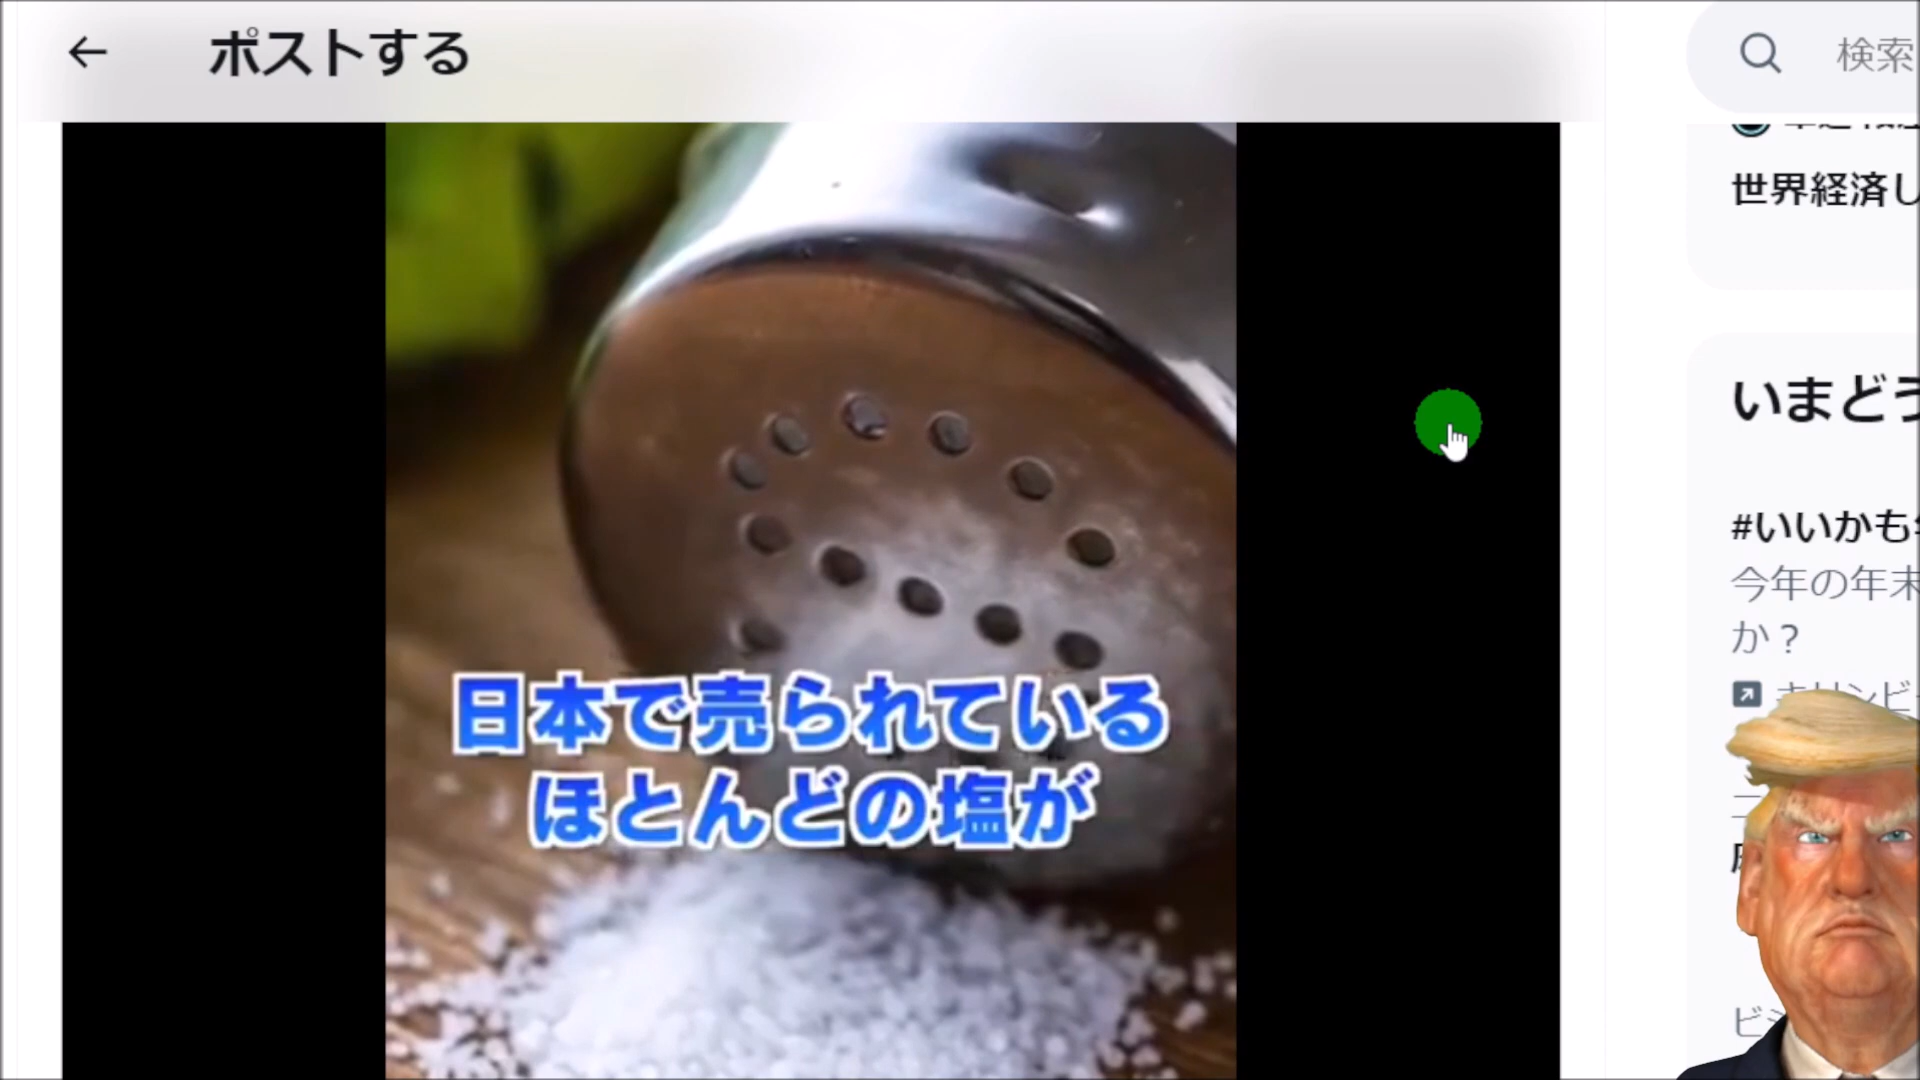 ポストする
検索
世界経済し
いまどう
#いいかも
今年の年末
か？
日本で売られている
ほとんどの塩が